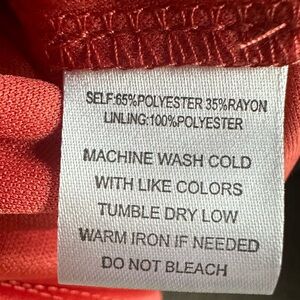 SELF:65%POLYESTER 35%RAYON
LINLING:100%POLYESTER
MACHINE WASH COLD
WITH LIKE COLORS
TUMBLE DRY LOW
WARM IRON IF NEEDED
DO NOT BLEACH